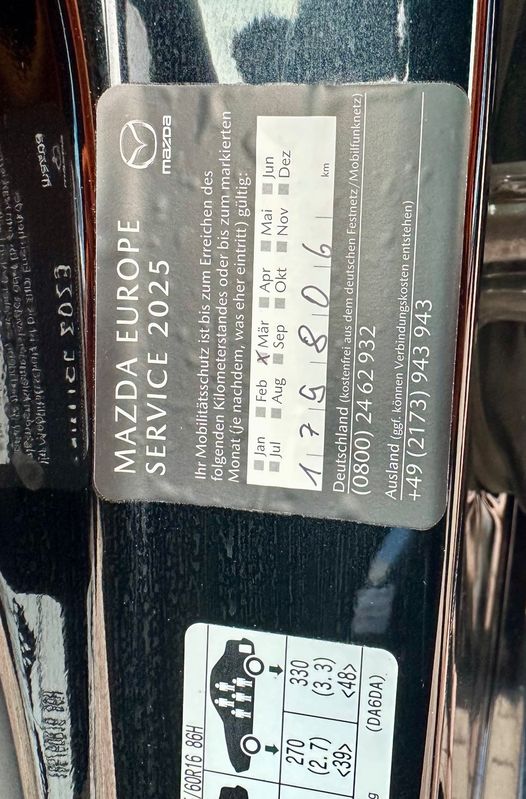 MAZDA EUROPE
SERVICE 2025
mazda
Ihr Mobilitätsschutz ist bis zum Erreichen des
folgenden Kilometerstandes oder bis zum markierten
Monat (je nachdem, was eher eintritt) gültig:
Jan Feb X Mär Apr Mai Jun
Jul Aug Sep Okt Nov Dez
179806 km
Deutschland (kostenfrei aus dem deutschen Festnetz/Mobilfunknetz)
(0800) 24 62 932
Ausland (ggf. können Verbindungskosten entstehen)
+49 (2173) 943 943
/60R16 86H
270 330
(2.7) (3.3)
<39> <48>
(DA6DA)